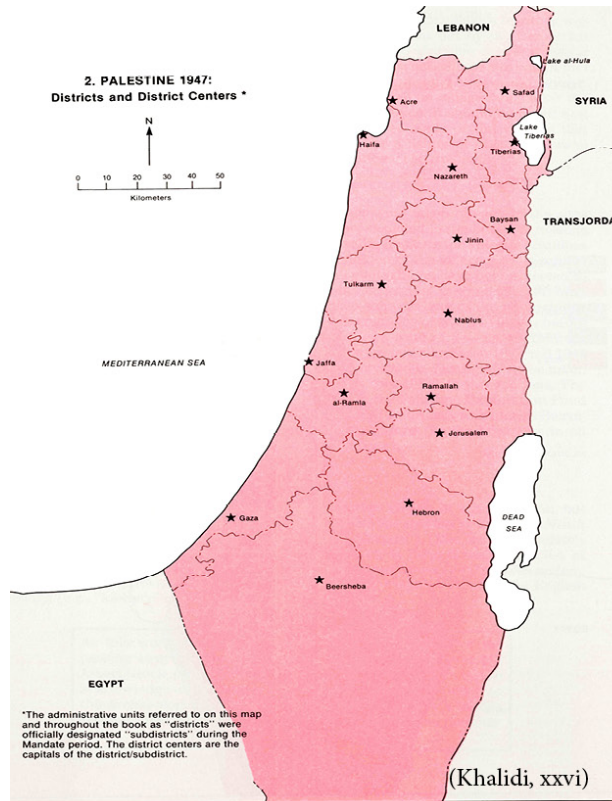 LEBANON
2. PALESTINE 1947:
Districts and District Centers *
Lake al-Hula
Safad
Acre
SYRIA
N
Lake
Tiberias
Haifa
Tiberias
Nazareth
0 10 20 30 40 50
Kilometers
Baysan
TRANSJORDA
Jinin
Tulkarm
Nablus
MEDITERRANEAN SEA
Jaffa
Ramallah
al-Ramla
Jerusalem
Hebron
Gaza
DEAD
SEA
Beersheba
EGYPT
*The administrative units referred to on this map
and throughout the book as "districts" were
officially designated "subdistricts" during the
Mandate period. The district centers are the
capitals of the district/subdistrict.
(Khalidi, xxvi)